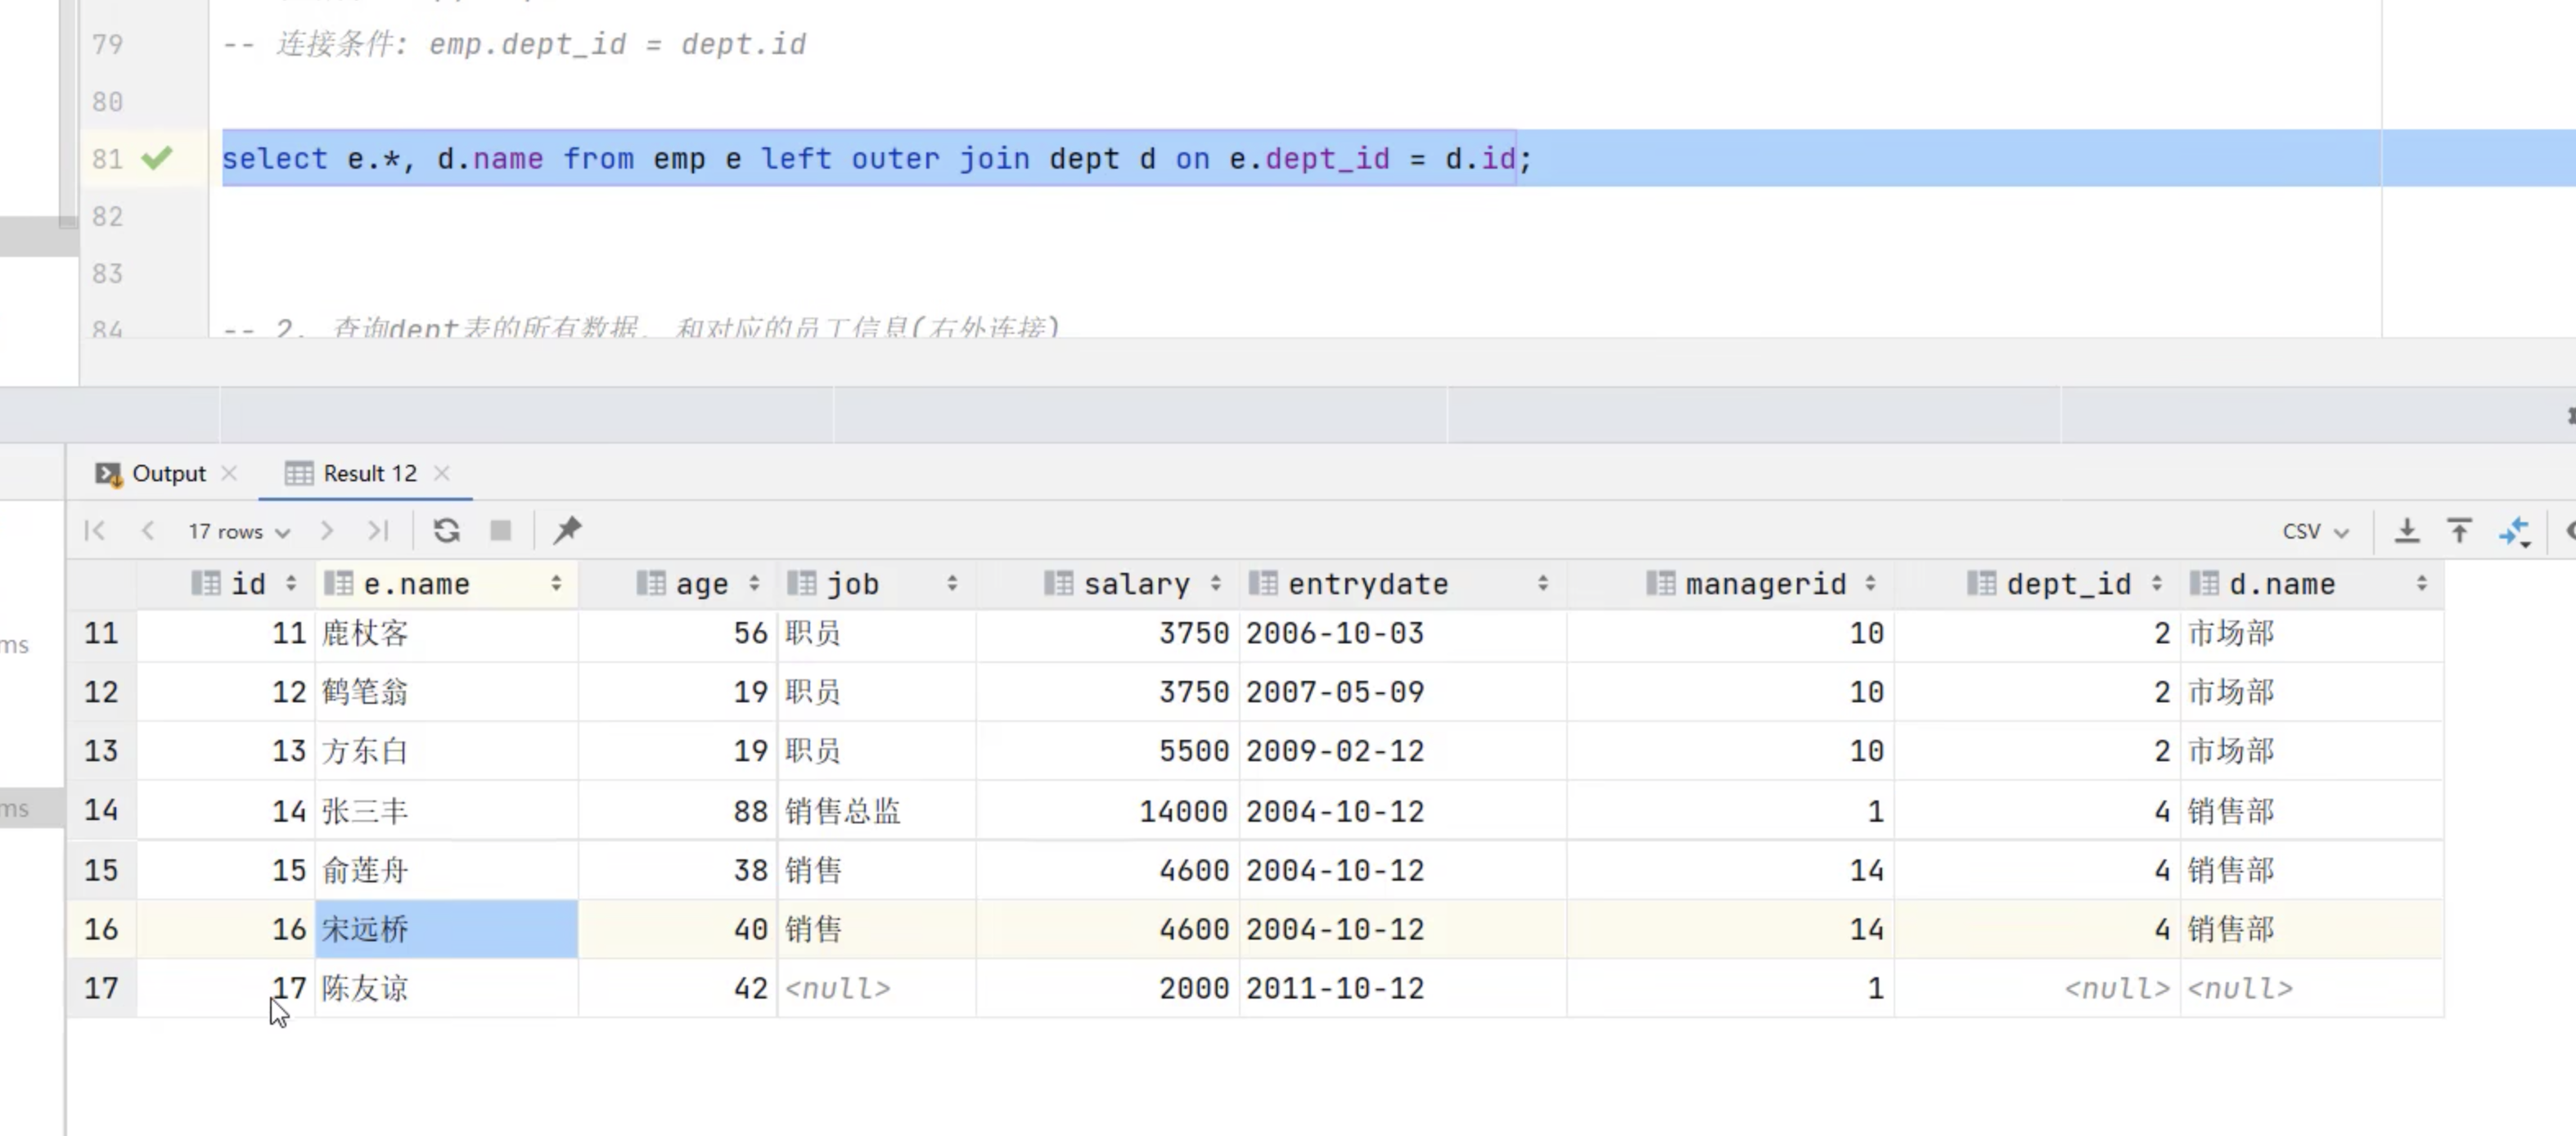 79 -- 连接条件: emp.dept_id = dept.id
80
81 select e.*, d.name from emp e left outer join dept d on e.dept_id = d.id;
82
83
84 -- 2. 查询dept表的所有数据, 和对应的员工信息(右外连接)
Output Result 12
17 rows CSV
id e.name age job salary entrydate managerid dept_id d.name
11 11 鹿杖客 56 职员 3750 2006-10-03 10 2 市场部
ms
12 12 鹤笔翁 19 职员 3750 2007-05-09 10 2 市场部
13 13 方东白 19 职员 5500 2009-02-12 10 2 市场部
14 14 张三丰 88 销售总监 14000 2004-10-12 1 4 销售部
ms
15 15 俞莲舟 38 销售 4600 2004-10-12 14 4 销售部
16 16 宋远桥 40 销售 4600 2004-10-12 14 4 销售部
17 17 陈友谅 42 <null> 2000 2011-10-12 1 <null> <null>